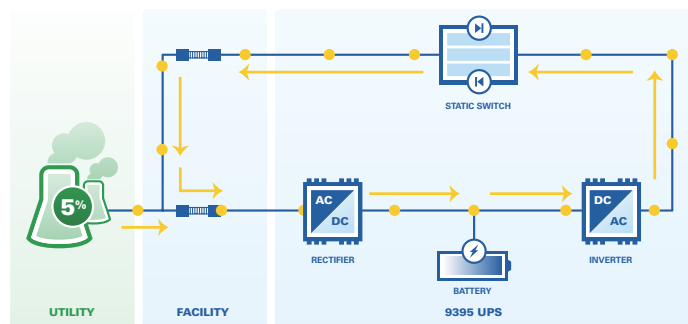 STATIC SWITCH
5%
AC
DC
DC
AC
RECTIFIER
INVERTER
BATTERY
UTILITY
FACILITY
9395 UPS